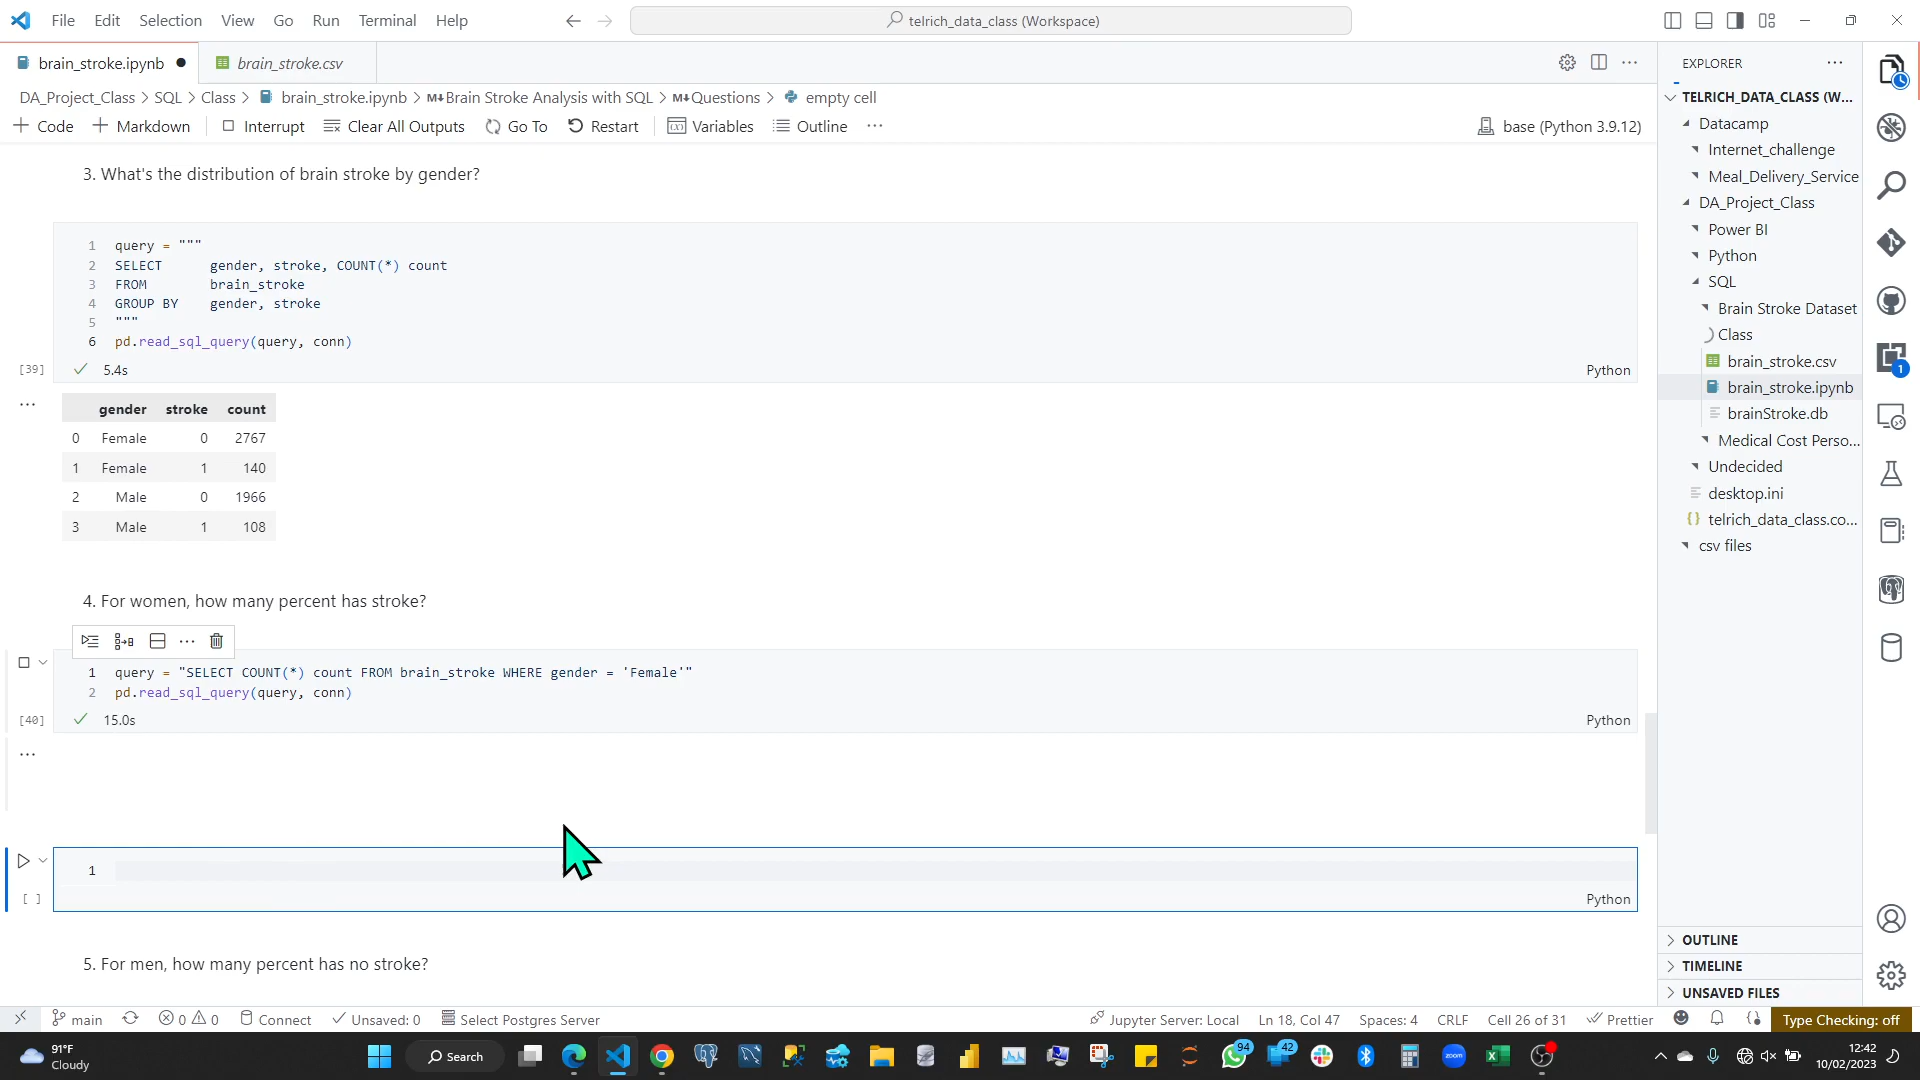 File Edit Selection View Go Run Terminal Help
telrich_data_class (Workspace)
brain_stroke.ipynb
brain_stroke.csv
DA_Project_Class > SQL > Class > brain_stroke.ipynb > M↓Brain Stroke Analysis with SQL > M↓Questions > empty cell
+ Code + Markdown Interrupt Clear All Outputs Go To Restart Variables Outline ...
base (Python 3.9.12)
3. What's the distribution of brain stroke by gender?
1 query = """
2 SELECT gender, stroke, COUNT(*) count
3 FROM brain_stroke
4 GROUP BY gender, stroke
5 """
6 pd.read_sql_query(query, conn)
[39] 5.4s Python
gender stroke count
0 Female 0 2767
1 Female 1 140
2 Male 0 1966
3 Male 1 108
4. For women, how many percent has stroke?
1 query = "SELECT COUNT(*) count FROM brain_stroke WHERE gender = 'Female'"
2 pd.read_sql_query(query, conn)
[40] 15.0s Python
1
[ ] Python
5. For men, how many percent has no stroke?
EXPLORER
TELRICH_DATA_CLASS (W...
Datacamp
Internet_challenge
Meal_Delivery_Service
DA_Project_Class
Power BI
Python
SQL
Brain Stroke Dataset
Class
brain_stroke.csv
brain_stroke.ipynb
brainStroke.db
Medical Cost Perso...
Undecided
desktop.ini
telrich_data_class.co...
csv files
OUTLINE
TIMELINE
UNSAVED FILES
1
main 0 0 Connect Unsaved: 0 Select Postgres Server
Jupyter Server: Local Ln 18, Col 47 Spaces: 4 CRLF Cell 26 of 31 Prettier Type Checking: off
91°F
Cloudy
Search
94
42
zoom
12:42
10/02/2023